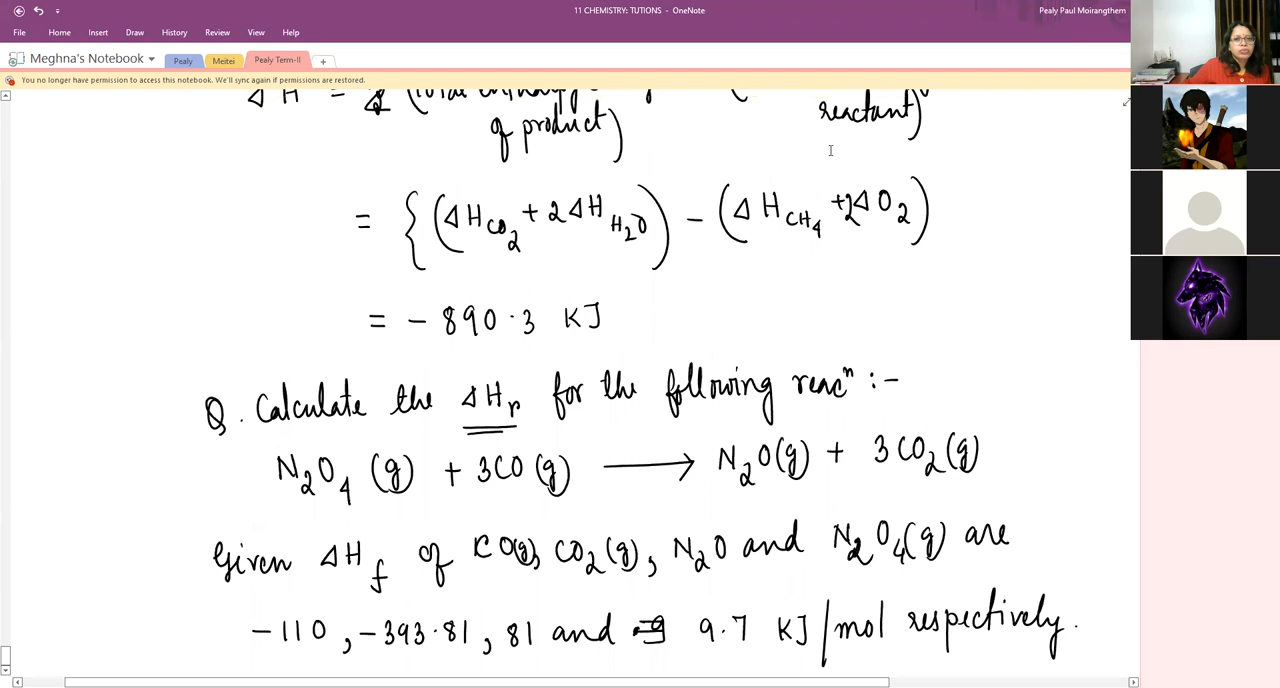 11 CHEMISTRY: TUTIONS - OneNote
Pealy Paul Moirangthem
File Home Insert Draw History Review View Help
Meghna's Notebook Pealy Meitei Pealy Term-II
You no longer have permission to access this notebook. We'll sync again if permissions are restored.
Δ H =
of product) reactant)
= {(ΔH CO2 + 2ΔH H2O) - (ΔH CH4 + 2Δ O2)
= - 890.3 KJ
Q. Calculate the ΔHr for the following reacⁿ :-
N2O4 (g) + 3CO (g) ⟶ N2O(g) + 3CO2(g)
Given ΔHf of CO(g), CO2(g), N2O and N2O4(g) are
-110, -393.81, 81 and 9.7 KJ/mol respectively.